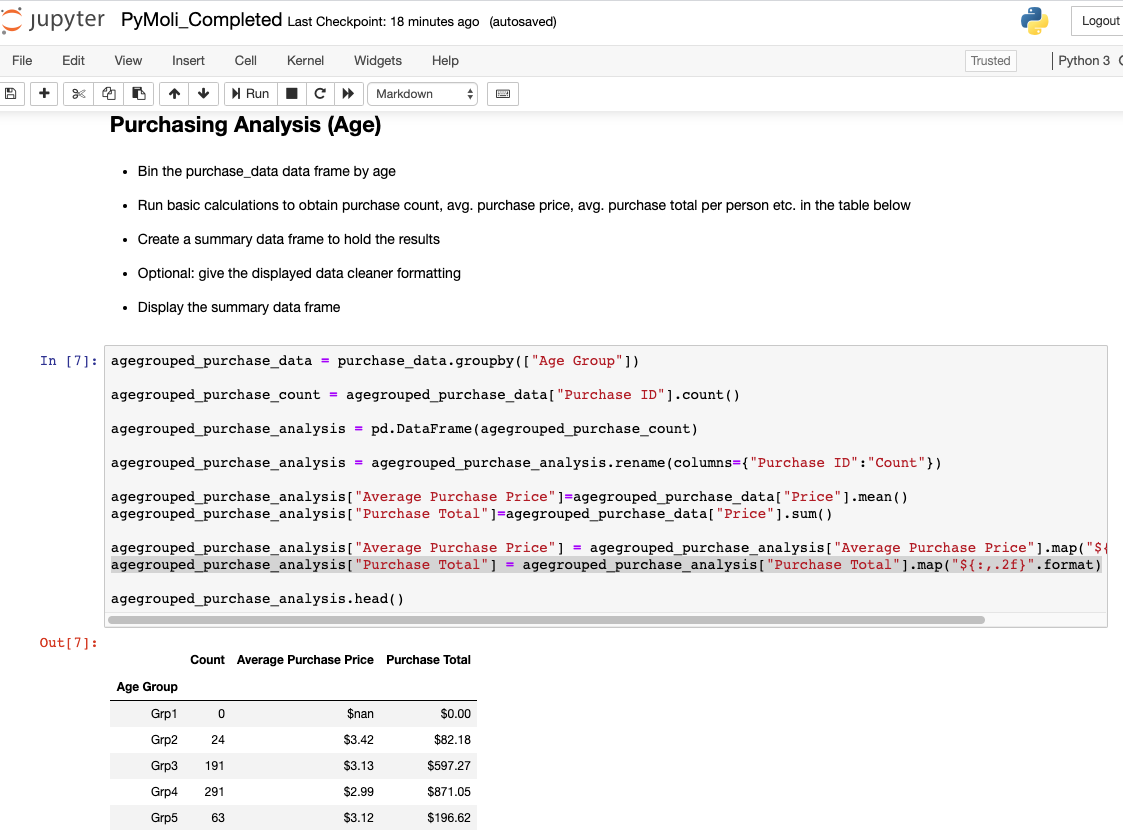 jupyter PyMoli_Completed Last Checkpoint: 18 minutes ago (autosaved) Logout
File Edit View Insert Cell Kernel Widgets Help Trusted Python 3
Run Markdown
Purchasing Analysis (Age)
• Bin the purchase_data data frame by age
• Run basic calculations to obtain purchase count, avg. purchase price, avg. purchase total per person etc. in the table below
• Create a summary data frame to hold the results
• Optional: give the displayed data cleaner formatting
• Display the summary data frame
In [7]: agegrouped_purchase_data = purchase_data.groupby(["Age Group"])
agegrouped_purchase_count = agegrouped_purchase_data["Purchase ID"].count()
agegrouped_purchase_analysis = pd.DataFrame(agegrouped_purchase_count)
agegrouped_purchase_analysis = agegrouped_purchase_analysis.rename(columns={"Purchase ID":"Count"})
agegrouped_purchase_analysis["Average Purchase Price"]=agegrouped_purchase_data["Price"].mean()
agegrouped_purchase_analysis["Purchase Total"]=agegrouped_purchase_data["Price"].sum()
agegrouped_purchase_analysis["Average Purchase Price"] = agegrouped_purchase_analysis["Average Purchase Price"].map("${
agegrouped_purchase_analysis["Purchase Total"] = agegrouped_purchase_analysis["Purchase Total"].map("${:,.2f}".format)
agegrouped_purchase_analysis.head()
Out[7]:
Count Average Purchase Price Purchase Total
Age Group
Grp1 0 $nan $0.00
Grp2 24 $3.42 $82.18
Grp3 191 $3.13 $597.27
Grp4 291 $2.99 $871.05
Grp5 63 $3.12 $196.62